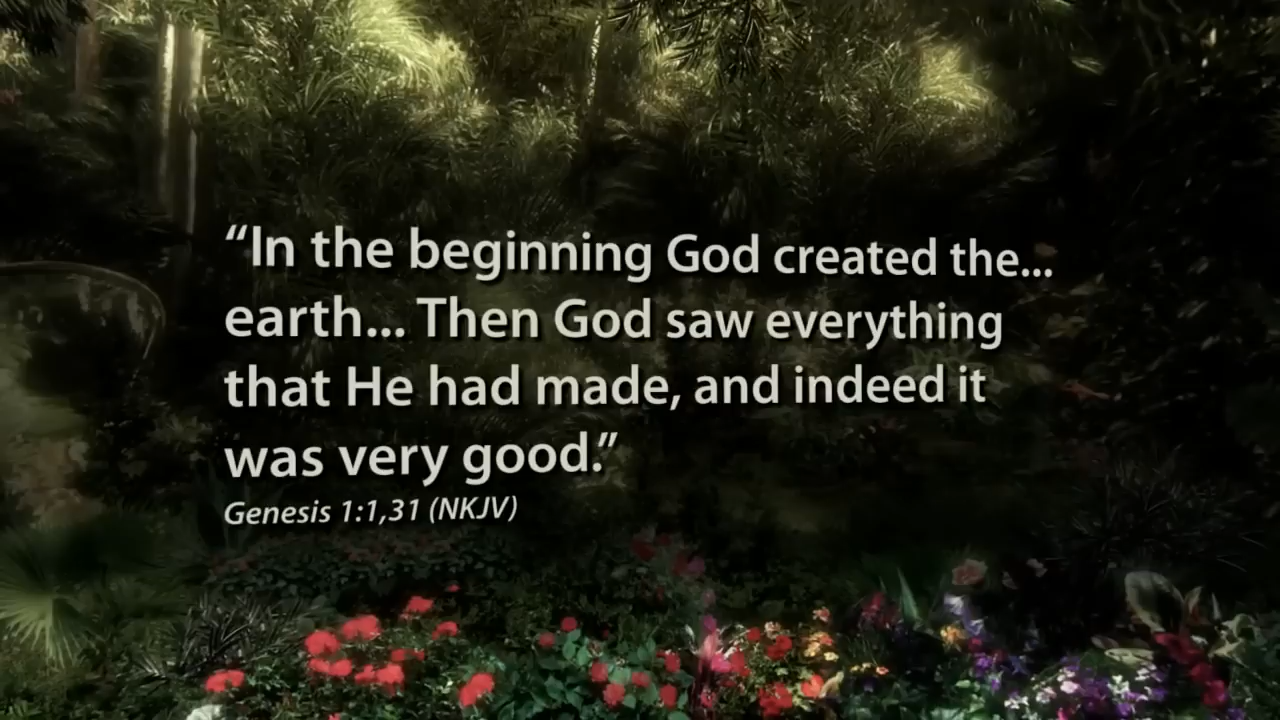 “In the beginning God created the...
earth... Then God saw everything
that He had made, and indeed it
was very good.”
Genesis 1:1,31 (NKJV)